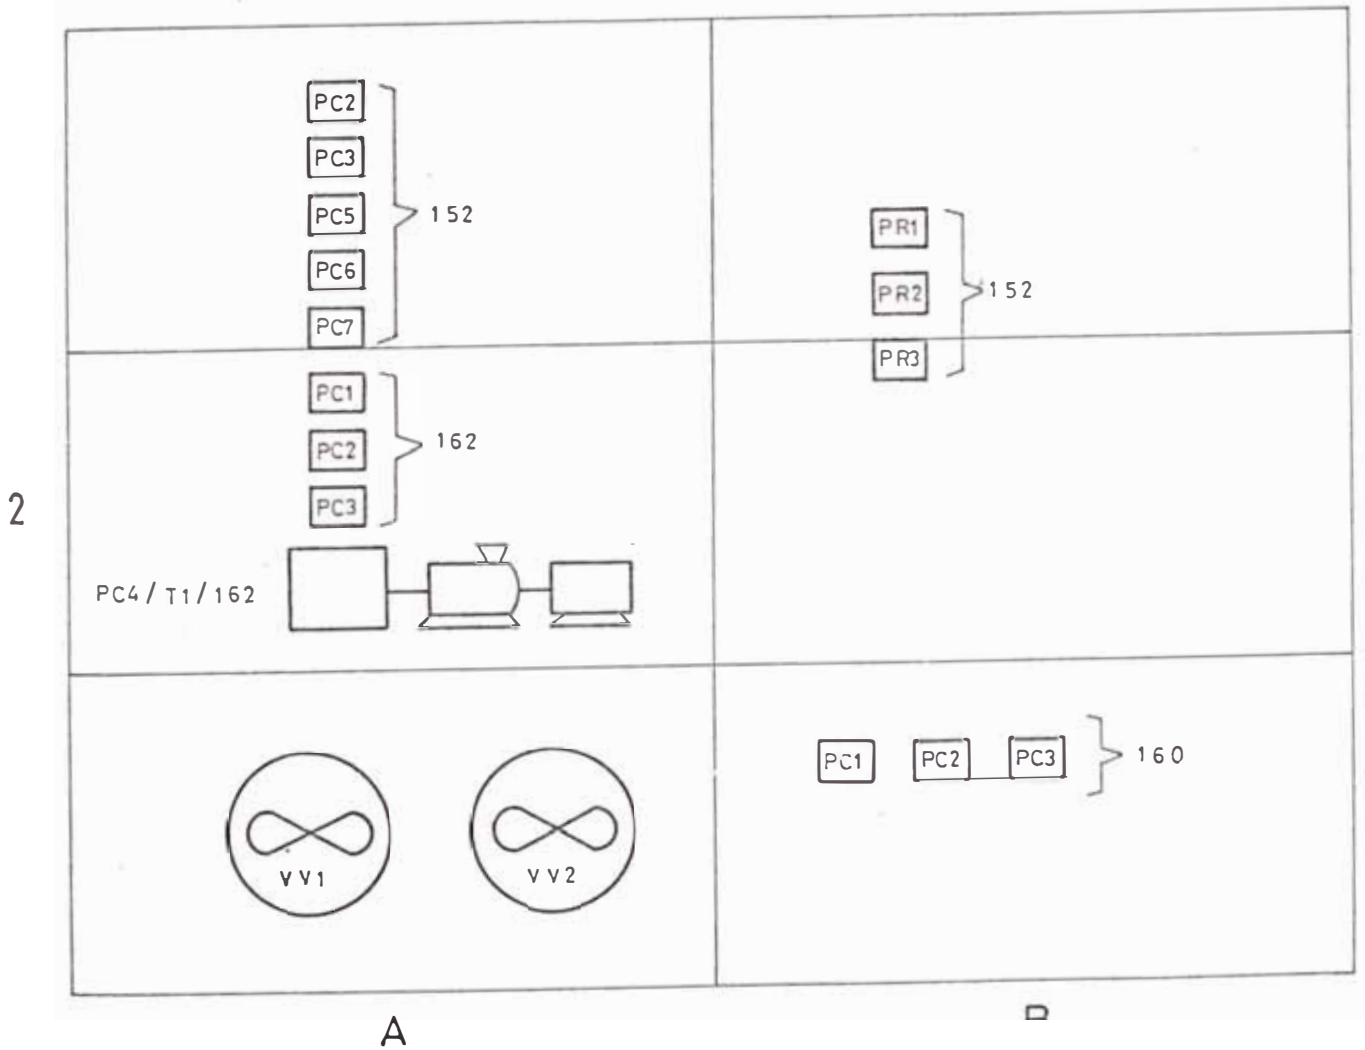 PC2
PC3
PC5
152
PC6
PC7
PR1
PR2
152
PR3
PC1
PC2
162
PC3
2
PC4/T1/162
PC1
PC2
PC3
160
VV1
VV2
A
B